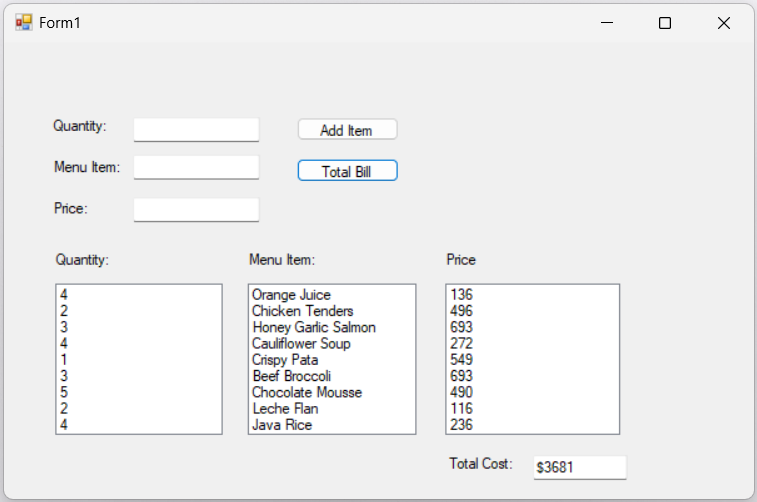 Form1
Quantity:
Add Item
Menu Item:
Total Bill
Price:
Quantity: Menu Item: Price
4 Orange Juice 136
2 Chicken Tenders 496
3 Honey Garlic Salmon 693
4 Cauliflower Soup 272
1 Crispy Pata 549
3 Beef Broccoli 693
5 Chocolate Mousse 490
2 Leche Flan 116
4 Java Rice 236
Total Cost: $3681